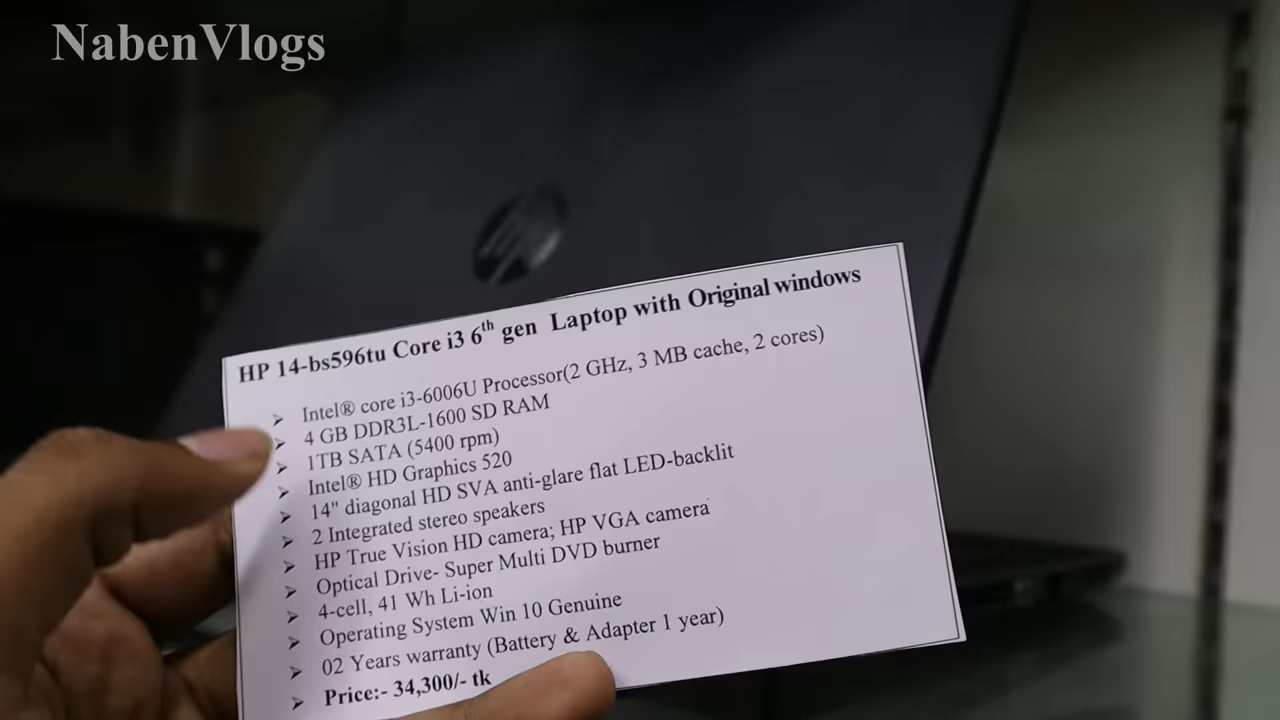 NabenVlogs
hp
HP 14-bs596tu Core i3 6th gen Laptop with Original windows
➢ Intel® core i3-6006U Processor(2 GHz, 3 MB cache, 2 cores)
➢ 4 GB DDR3L-1600 SD RAM
➢ 1TB SATA (5400 rpm)
➢ Intel® HD Graphics 520
➢ 14" diagonal HD SVA anti-glare flat LED-backlit
➢ 2 Integrated stereo speakers
➢ HP True Vision HD camera; HP VGA camera
➢ Optical Drive- Super Multi DVD burner
➢ 4-cell, 41 Wh Li-ion
➢ Operating System Win 10 Genuine
➢ 02 Years warranty (Battery & Adapter 1 year)
➢ Price:- 34,300/- tk